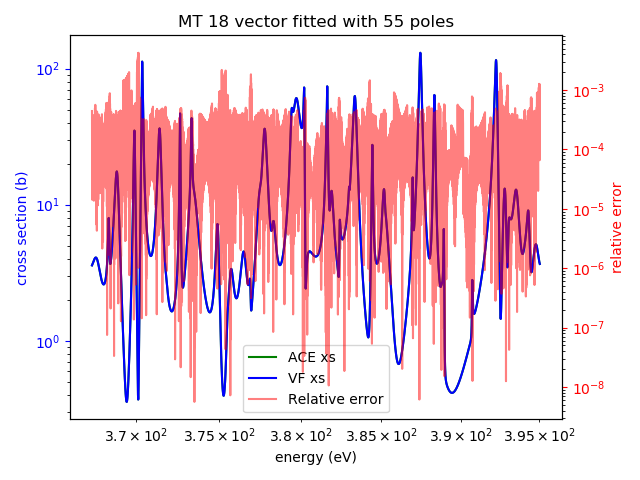 MT 18 vector fitted with 55 poles
cross section (b)
10²
10¹
10⁰
10⁻³
10⁻⁴
10⁻⁵
10⁻⁶
10⁻⁷
10⁻⁸
relative error
ACE xs
VF xs
Relative error
3.7 × 10² 3.75 × 10² 3.8 × 10² 3.85 × 10² 3.9 × 10² 3.95 × 10²
energy (eV)